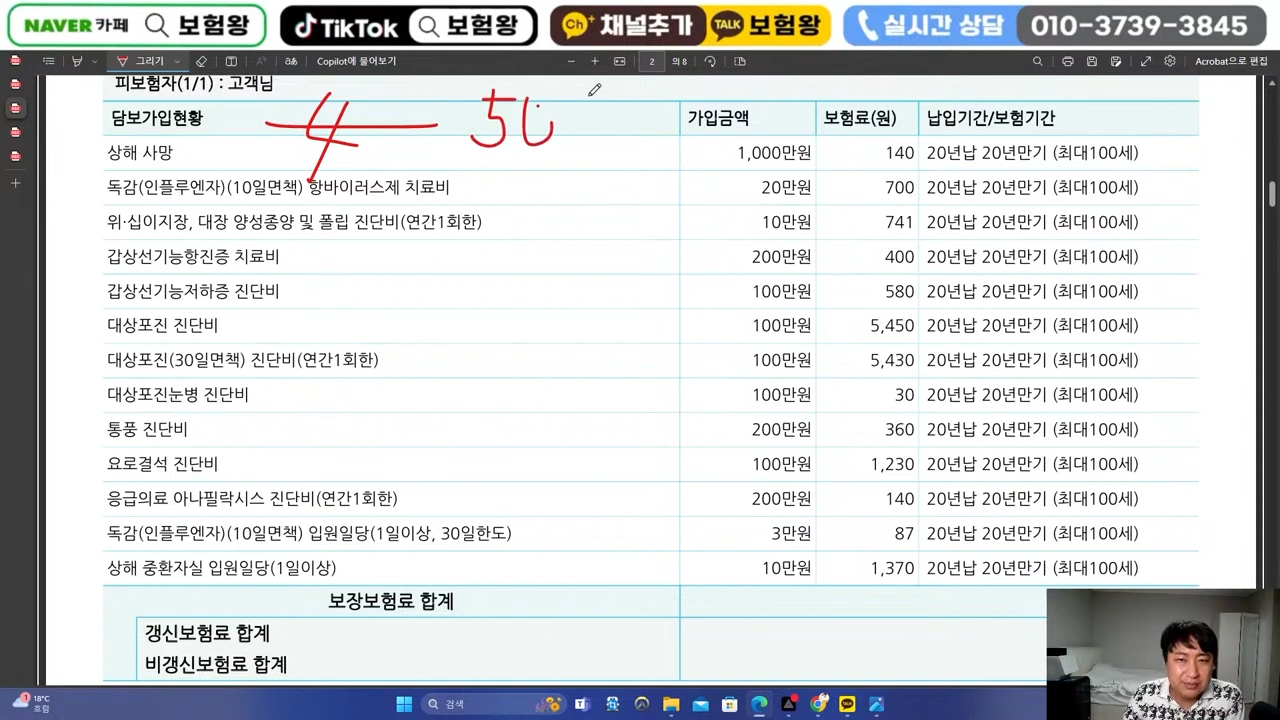 NAVER 카페 보험왕 TikTok 보험왕 Ch+ 채널추가 TALK 보험왕 실시간 상담 010-3739-3845
그리기 Copilot에 물어보기 2 의 8 Acrobat으로 편집
피보험자(1/1) : 고객님
담보가입현황 4 50 가입금액 보험료(원) 납입기간/보험기간
상해 사망 1,000만원 140 20년납 20년만기 (최대100세)
독감(인플루엔자)(10일면책) 항바이러스제 치료비 20만원 700 20년납 20년만기 (최대100세)
위·십이지장, 대장 양성종양 및 폴립 진단비(연간1회한) 10만원 741 20년납 20년만기 (최대100세)
갑상선기능항진증 치료비 200만원 400 20년납 20년만기 (최대100세)
갑상선기능저하증 진단비 100만원 580 20년납 20년만기 (최대100세)
대상포진 진단비 100만원 5,450 20년납 20년만기 (최대100세)
대상포진(30일면책) 진단비(연간1회한) 100만원 5,430 20년납 20년만기 (최대100세)
대상포진눈병 진단비 100만원 30 20년납 20년만기 (최대100세)
통풍 진단비 200만원 360 20년납 20년만기 (최대100세)
요로결석 진단비 100만원 1,230 20년납 20년만기 (최대100세)
응급의료 아나필락시스 진단비(연간1회한) 200만원 140 20년납 20년만기 (최대100세)
독감(인플루엔자)(10일면책) 입원일당(1일이상, 30일한도) 3만원 87 20년납 20년만기 (최대100세)
상해 중환자실 입원일당(1일이상) 10만원 1,370 20년납 20년만기 (최대100세)
보장보험료 합계
갱신보험료 합계
비갱신보험료 합계
1 18°C 검색
흐림